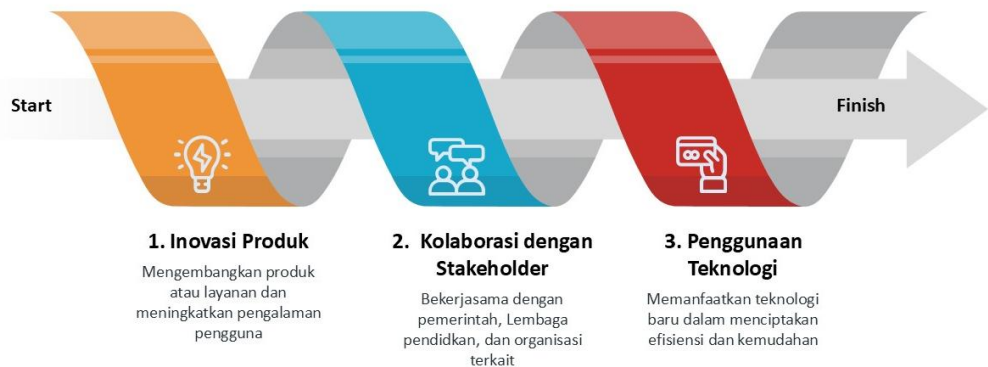 Start
Finish
1. Inovasi Produk
Mengembangkan produk
atau layanan dan
meningkatkan pengalaman
pengguna
2. Kolaborasi dengan
Stakeholder
Bekerjasama dengan
pemerintah, Lembaga
pendidkan, dan organisasi
terkait
3. Penggunaan
Teknologi
Memanfaatkan teknologi
baru dalam menciptakan
efisiensi dan kemudahan